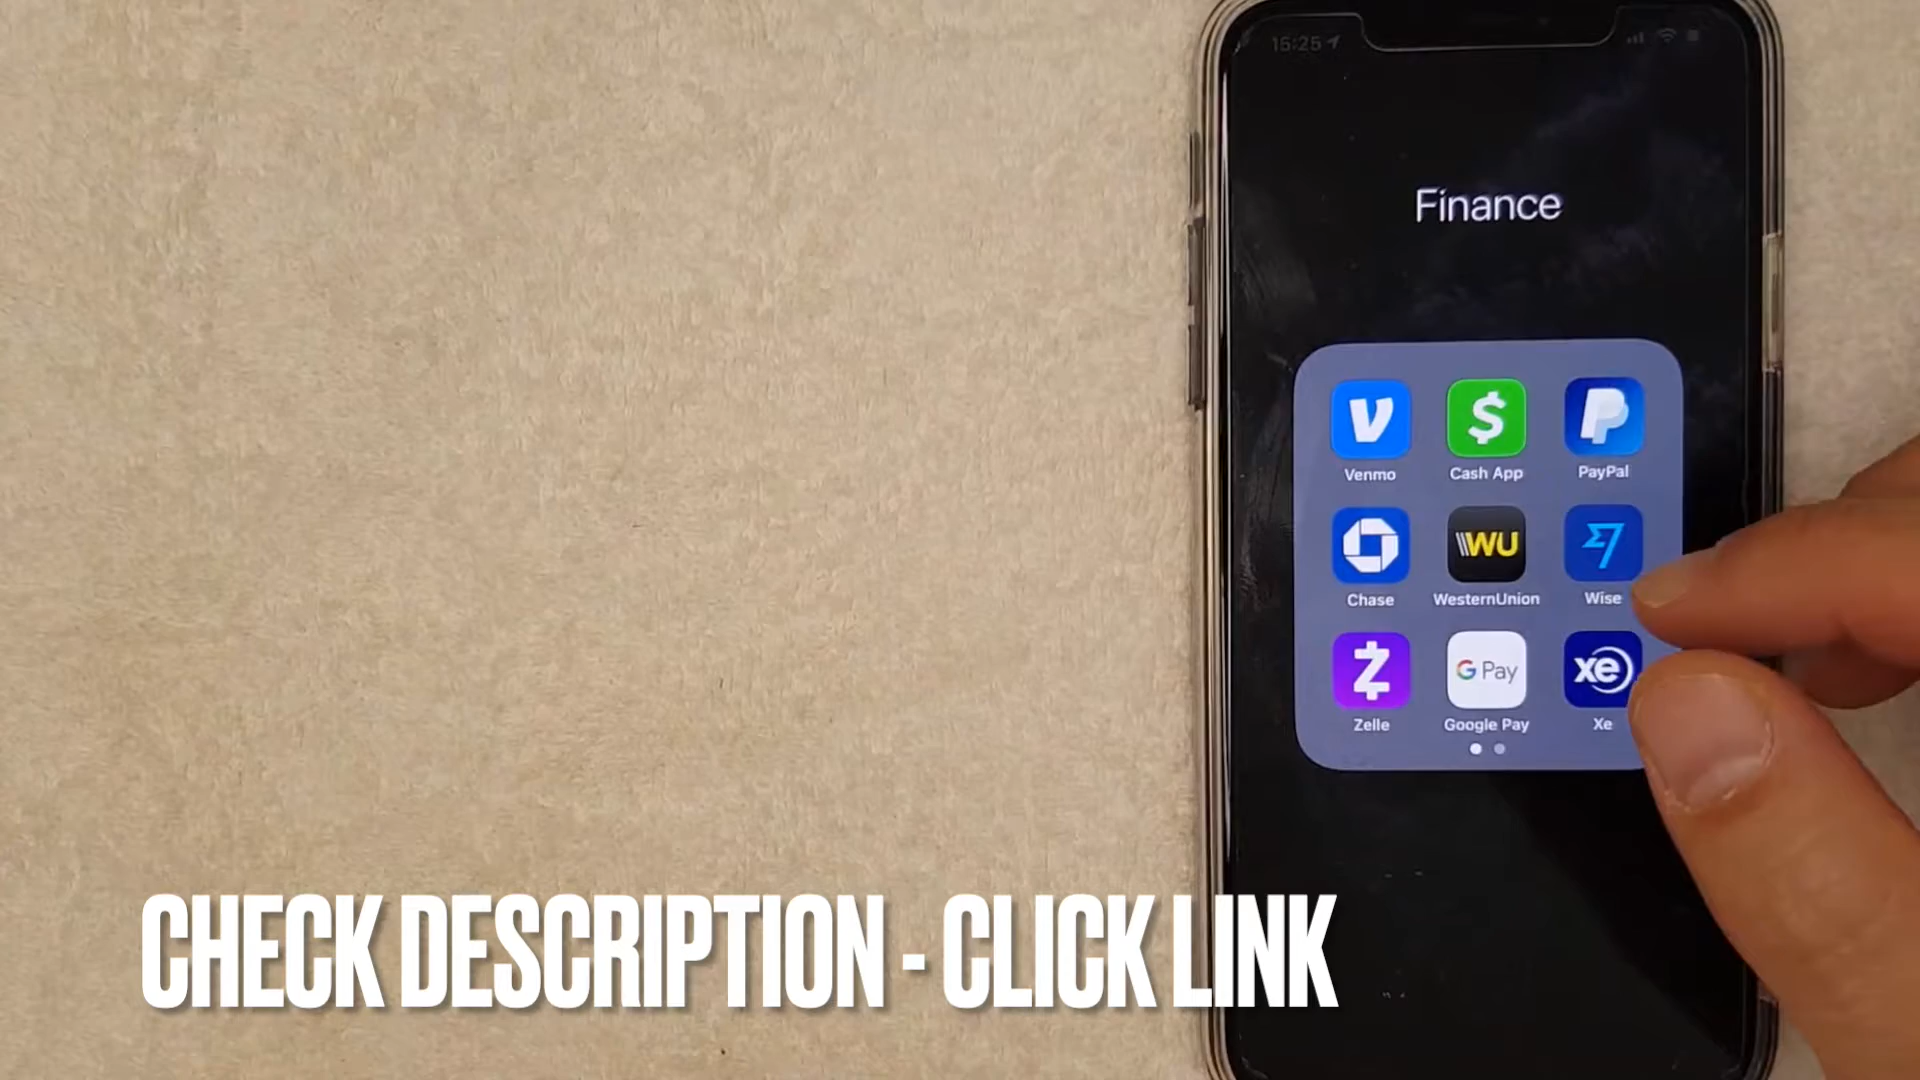 15:25
Finance
V
$
P
Venmo
Cash App
PayPal
WU
Chase
WesternUnion
Wise
Z
G Pay
xe
Zelle
Google Pay
Xe
CHECK DESCRIPTION - CLICK LINK